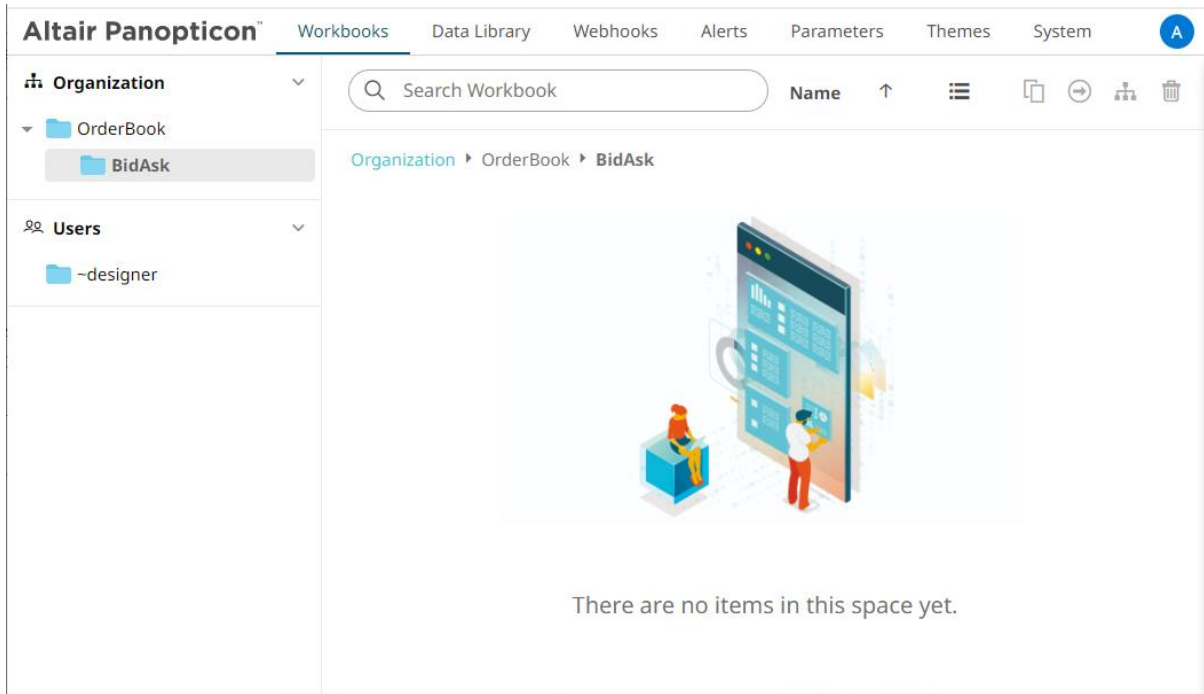 Altair Panopticon™ Workbooks Data Library Webhooks Alerts Parameters Themes System A
Organization
Search Workbook
Name
OrderBook
BidAsk
Organization OrderBook BidAsk
Users
~designer
There are no items in this space yet.